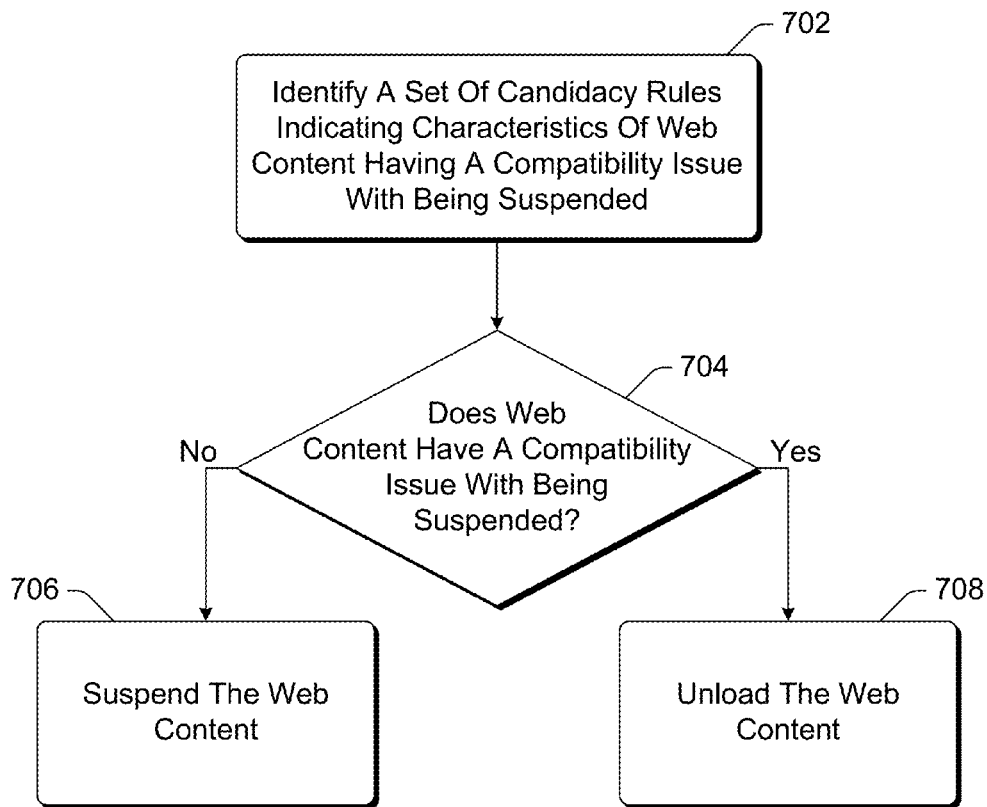 702
Identify A Set Of Candidacy Rules
Indicating Characteristics Of Web
Content Having A Compatibility Issue
With Being Suspended
704
Does Web
Content Have A Compatibility
Issue With Being
Suspended?
No
Yes
706
Suspend The Web
Content
708
Unload The Web
Content